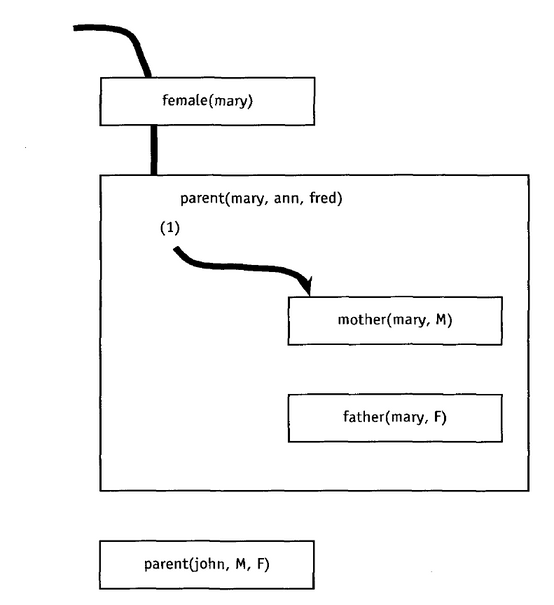 female(mary)
parent(mary, ann, fred)
(1)
mother(mary, M)
father(mary, F)
parent(john, M, F)